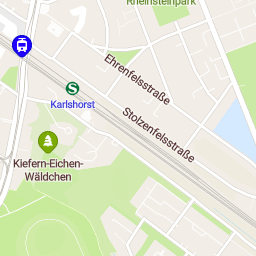 Rheinsteinpark
Ehrenfelsstraße
S
Karlshorst
Stolzenfelsstraße
Kiefern-Eichen-
Wäldchen